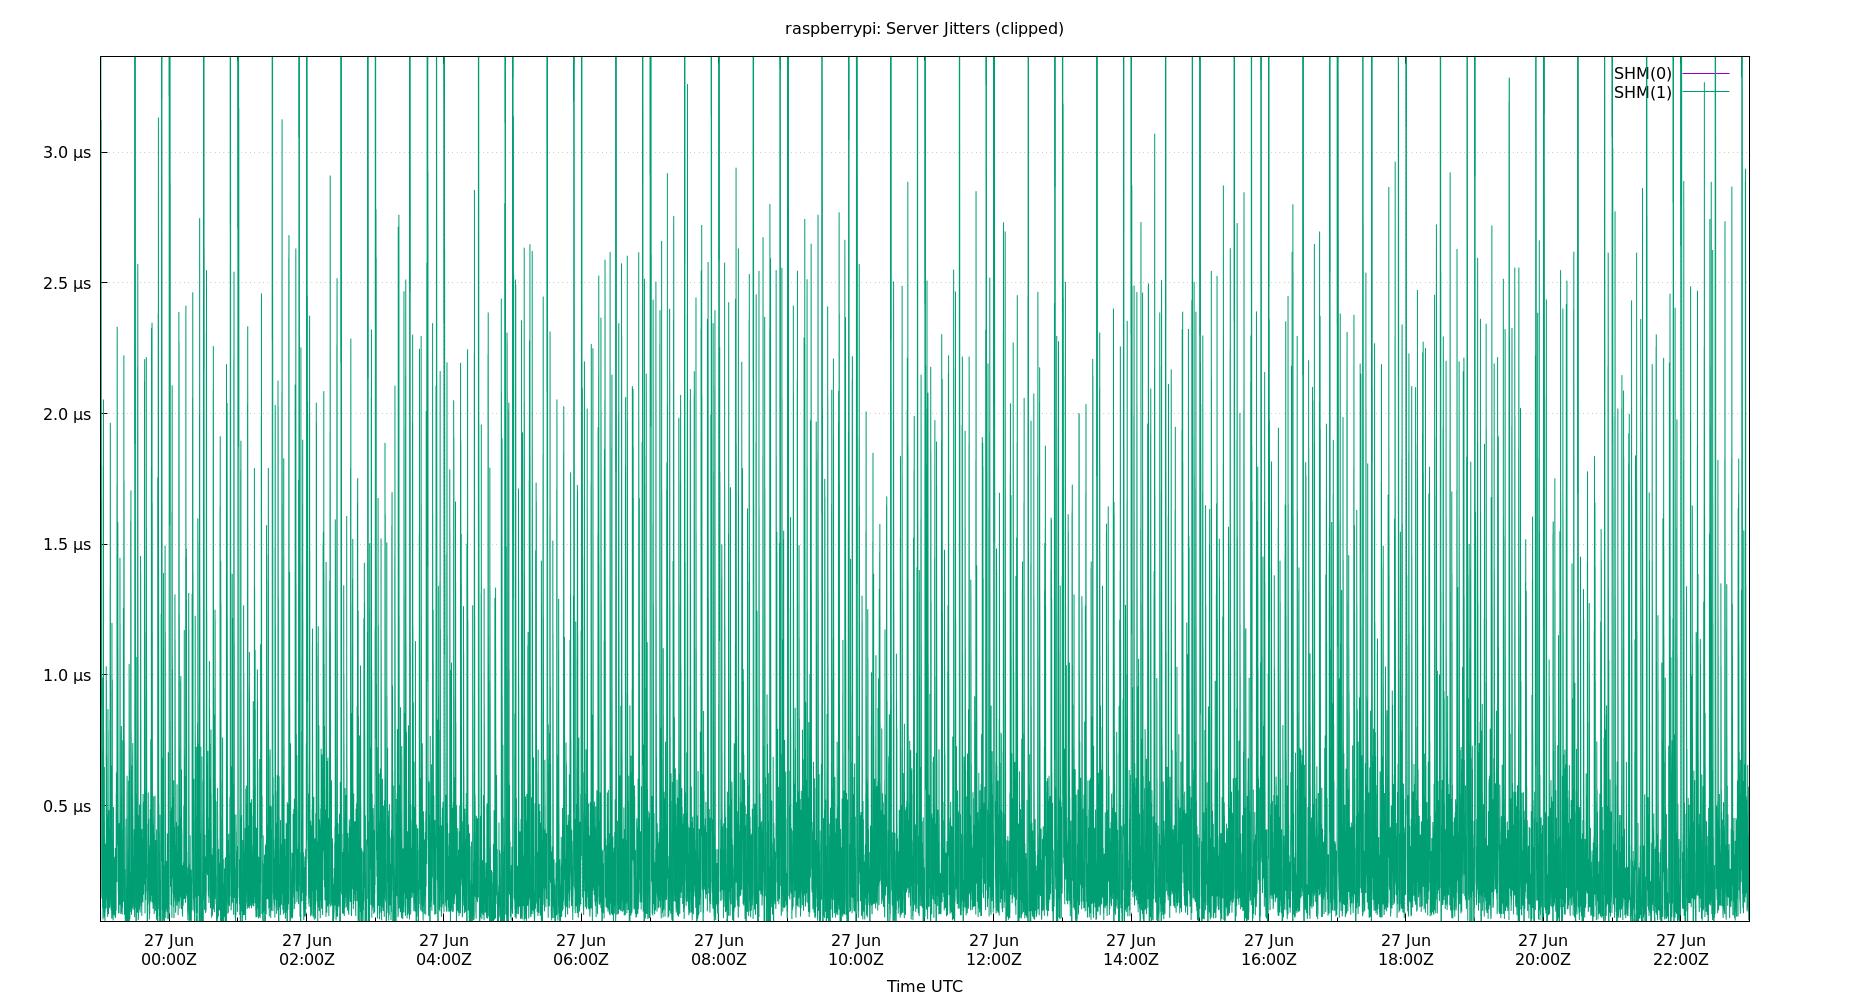 raspberrypi: Server Jitters (clipped)
SHM(0)
SHM(1)
3.0 µs
2.5 µs
2.0 µs
1.5 µs
1.0 µs
0.5 µs
27 Jun 27 Jun 27 Jun 27 Jun 27 Jun 27 Jun 27 Jun 27 Jun 27 Jun 27 Jun 27 Jun 27 Jun
00:00Z 02:00Z 04:00Z 06:00Z 08:00Z 10:00Z 12:00Z 14:00Z 16:00Z 18:00Z 20:00Z 22:00Z
Time UTC